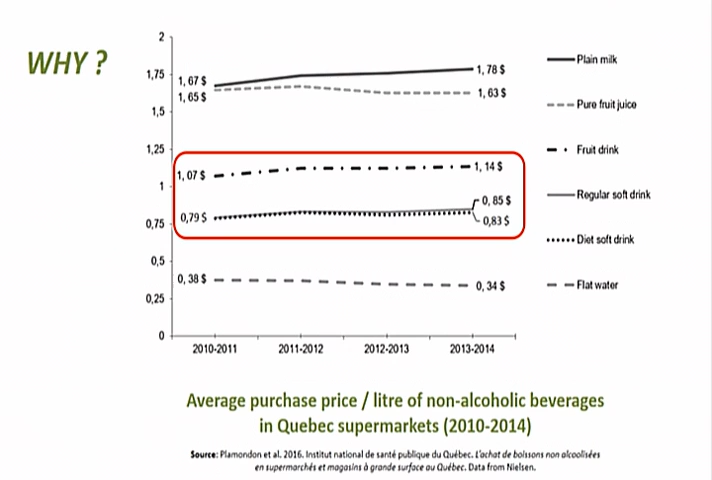 WHY ?
2
1,75
1,5
1,25
1
0,75
0,5
0,25
0
1,67 $
1,65 $
1,78 $
1,63 $
1,07 $
1,14 $
0,79 $
0,85 $
0,83 $
0,38 $
0,34 $
2010-2011 2011-2012 2012-2013 2013-2014
Plain milk
Pure fruit juice
Fruit drink
Regular soft drink
Diet soft drink
Flat water
Average purchase price / litre of non-alcoholic beverages
in Quebec supermarkets (2010-2014)
Source: Plamondon et al. 2016. Institut national de santé publique du Québec. L'achat de boissons non alcoolisées
en supermarchés et magasins à grande surface au Québec. Data from Nielsen.